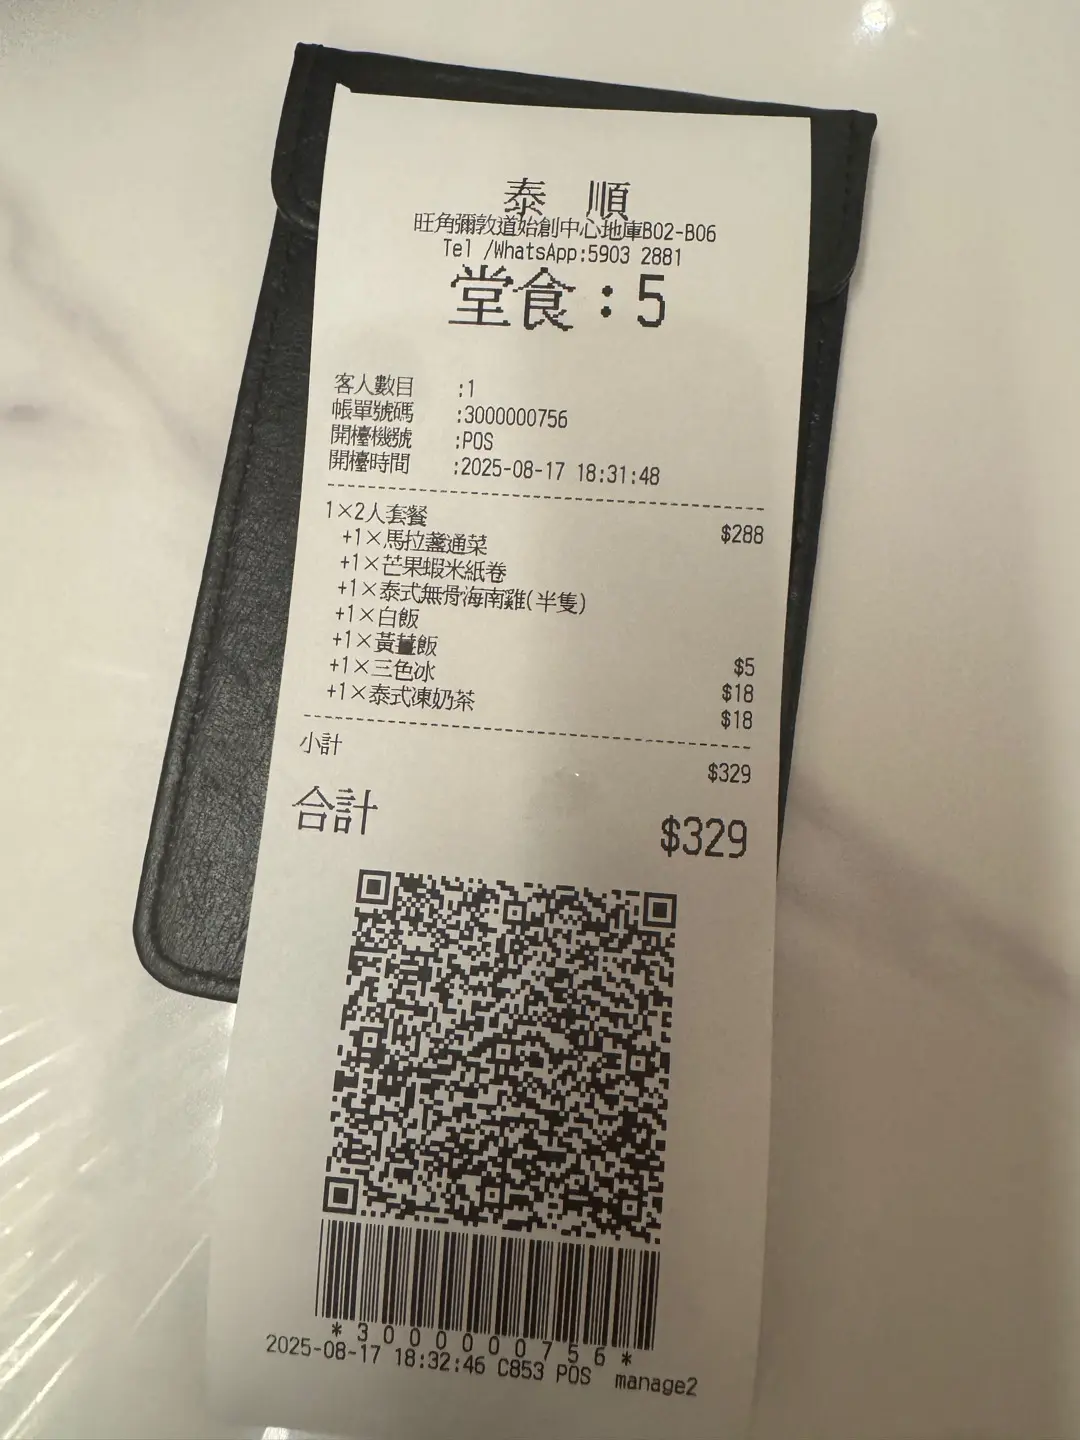 泰 順
旺角彌敦道始創中心地庫B02-B06
Tel /WhatsApp:5903 2881
堂食：5
客人數目 :1
帳單號碼 :3000000756
開檯機號 :POS
開檯時間 :2025-08-17 18:31:48
1×2人套餐 $288
+1×馬拉盞通菜
+1×芒果蝦米紙卷
+1×泰式無骨海南雞(半隻)
+1×白飯
+1×黃薑飯 $5
+1×三色冰 $18
+1×泰式凍奶茶 $18
小計 $329
合計 $329
*3000000756*
2025-08-17 18:32:46 C853 POS manage2